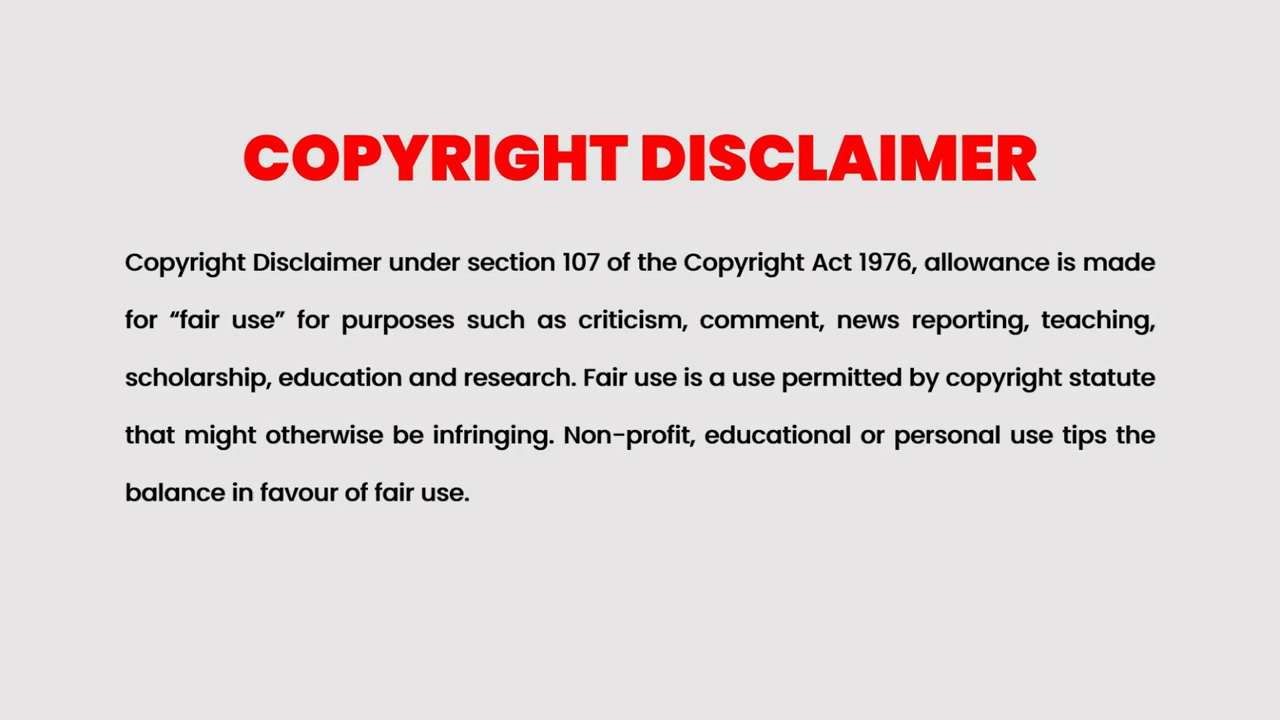 COPYRIGHT DISCLAIMER
Copyright Disclaimer under section 107 of the Copyright Act 1976, allowance is made
for “fair use” for purposes such as criticism, comment, news reporting, teaching,
scholarship, education and research. Fair use is a use permitted by copyright statute
that might otherwise be infringing. Non-profit, educational or personal use tips the
balance in favour of fair use.